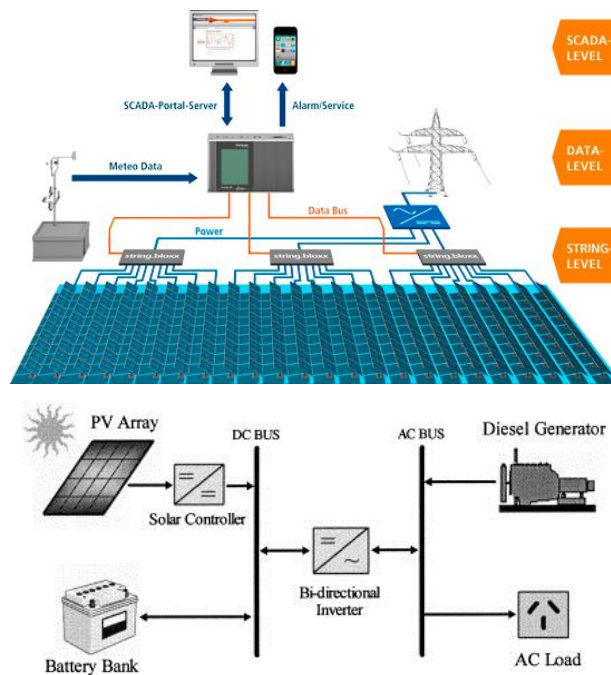 SCADA-
LEVEL
SCADA-Portal-Server
Alarm/Service
DATA-
LEVEL
Meteo Data
Data Bus
Power
STRING-
LEVEL
string.bloxx
string.bloxx
string.bloxx
PV Array
DC BUS
AC BUS
Diesel Generator
Solar Controller
Bi-directional
Inverter
Battery Bank
AC Load